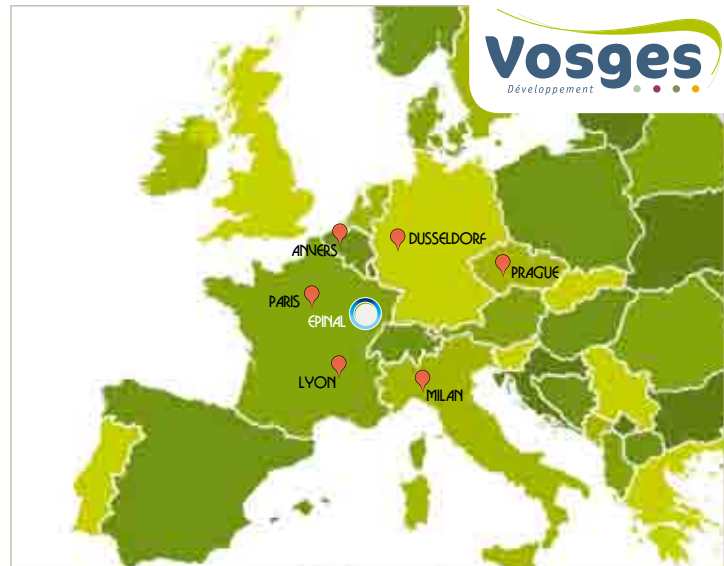 Vosges
Développement
ANVERS
DUSSELDORF
PRAGUE
PARIS
EPINAL
LYON
MILAN